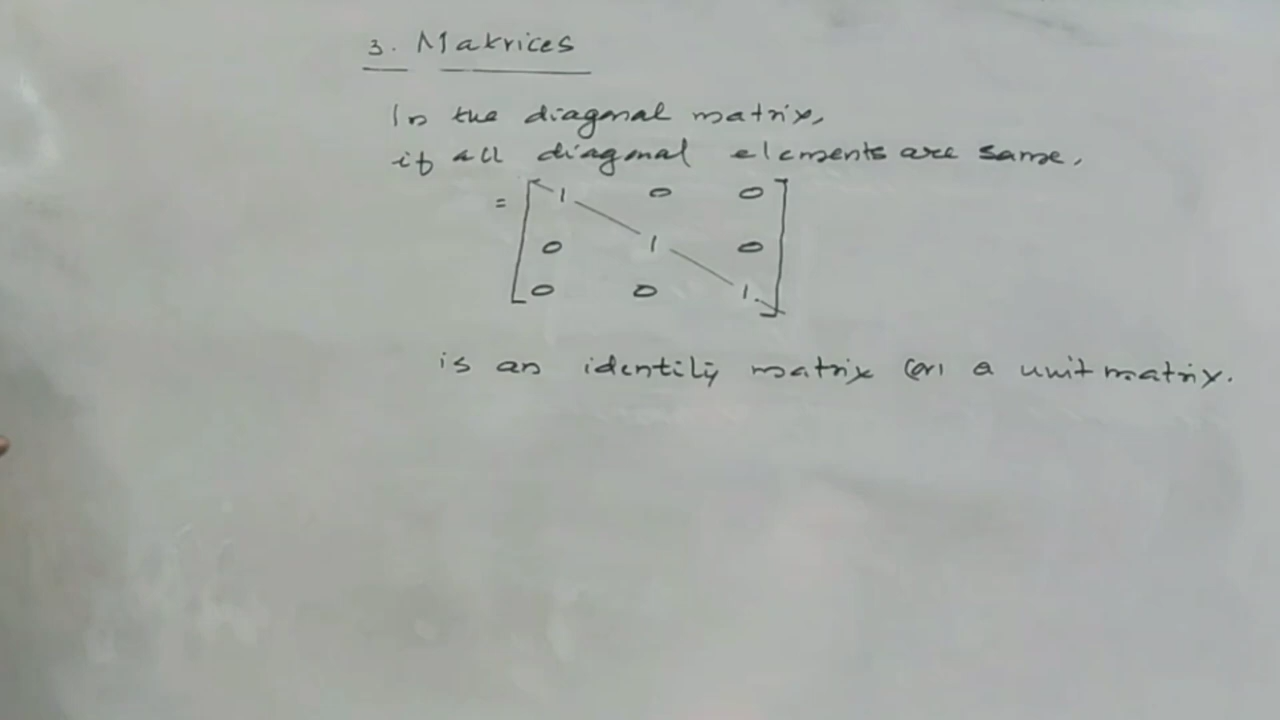 3. Matrices
In the diagonal matrix,
if all diagonal elements are same,
= [ 1 0 0
0 1 0
0 0 1 ]
is an identity matrix (or) a unit matrix.